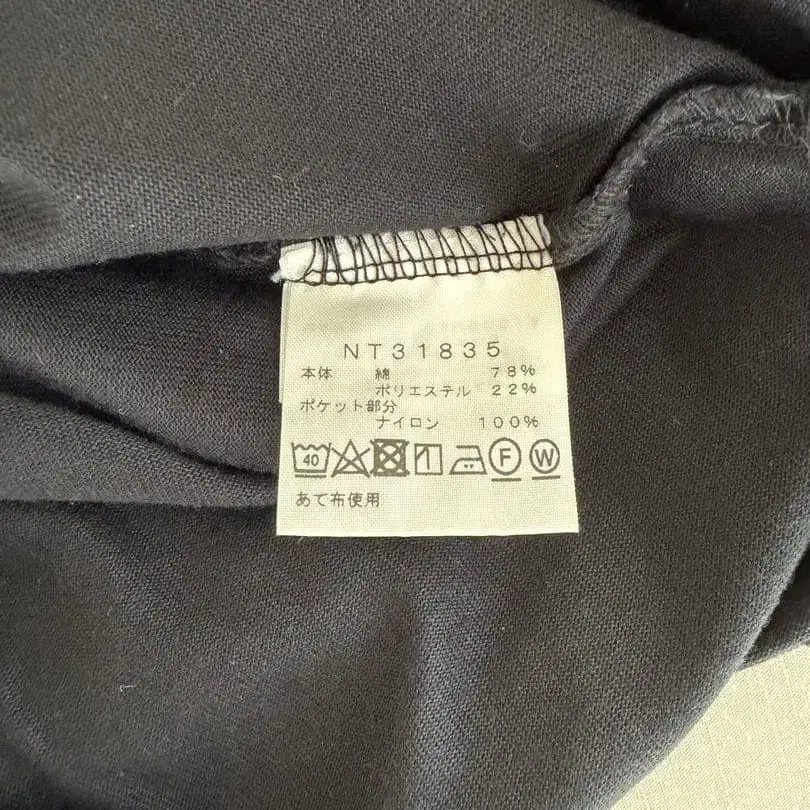 NT31835
本体 綿 78%
ポリエステル 22%
ポケット部分
ナイロン 100%
40 F W
あて布使用